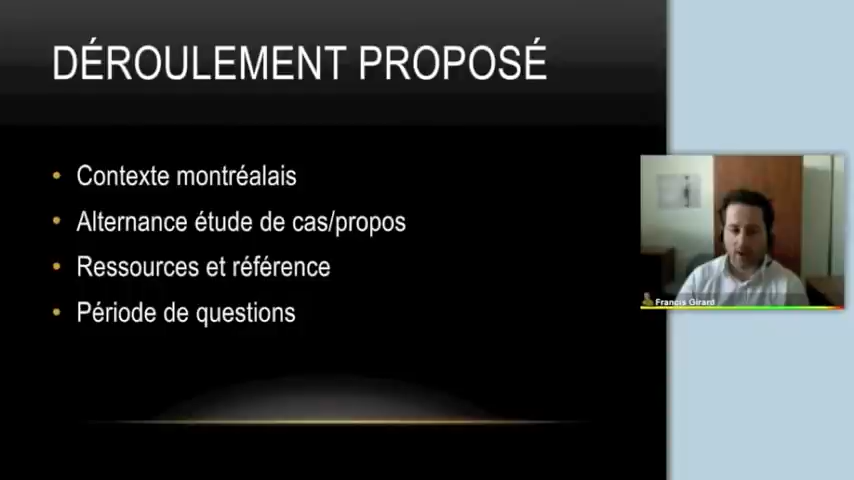 DÉROULEMENT PROPOSÉ
• Contexte montréalais
• Alternance étude de cas/propos
• Ressources et référence
• Période de questions
Francis Girard